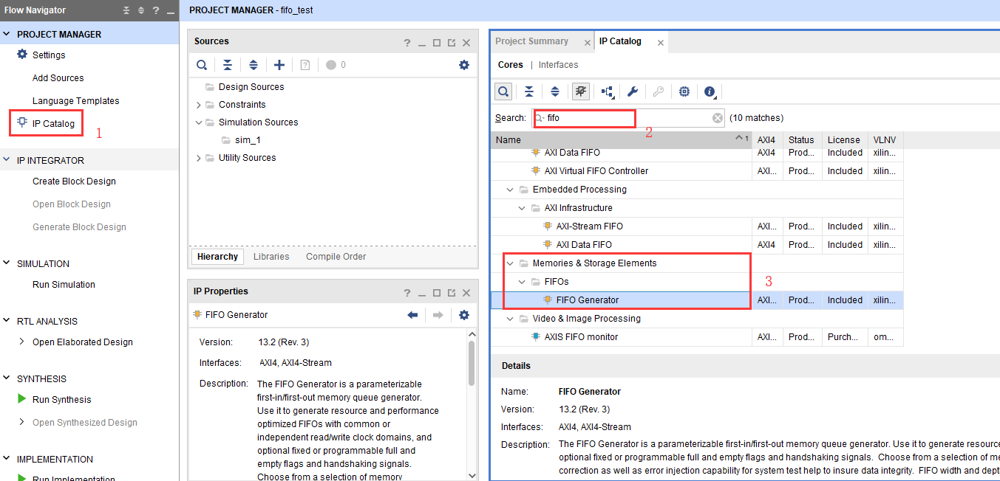 Flow Navigator
PROJECT MANAGER
Settings
Add Sources
Language Templates
IP Catalog
1
IP INTEGRATOR
Create Block Design
Open Block Design
Generate Block Design
SIMULATION
Run Simulation
RTL ANALYSIS
Open Elaborated Design
SYNTHESIS
Run Synthesis
Open Synthesized Design
IMPLEMENTATION
Run Implementation
PROJECT MANAGER - fifo_test
Sources
0
Design Sources
Constraints
Simulation Sources
sim_1
Utility Sources
Hierarchy Libraries Compile Order
IP Properties
FIFO Generator
Version: 13.2 (Rev. 3)
Interfaces: AXI4, AXI4-Stream
Description: The FIFO Generator is a parameterizable
first-in/first-out memory queue generator.
Use it to generate resource and performance
optimized FIFOs with common or
independent read/write clock domains, and
optional fixed or programmable full and
empty flags and handshaking signals.
Choose from a selection of memory
Project Summary IP Catalog
Cores | Interfaces
Search: fifo (10 matches)
2
Name 1 AXI4 Status License VLNV
AXI Data FIFO AXI4 Prod... Included xilin...
AXI Virtual FIFO Controller AXI... Prod... Included xilin...
Embedded Processing
AXI Infrastructure
AXI-Stream FIFO AXI... Prod... Included xilin...
AXI Data FIFO AXI4 Prod... Included xilin...
Memories & Storage Elements
FIFOs
3
FIFO Generator AXI... Prod... Included xilin...
Video & Image Processing
AXIS FIFO monitor AXI... Prod... Purch... om...
Details
Name: FIFO Generator
Version: 13.2 (Rev. 3)
Interfaces: AXI4, AXI4-Stream
Description: The FIFO Generator is a parameterizable first-in/first-out memory queue generator. Use it to generate resource
optional fixed or programmable full and empty flags and handshaking signals. Choose from a selection of me
correction as well as error injection capability for system test help to insure data integrity. FIFO width and dept